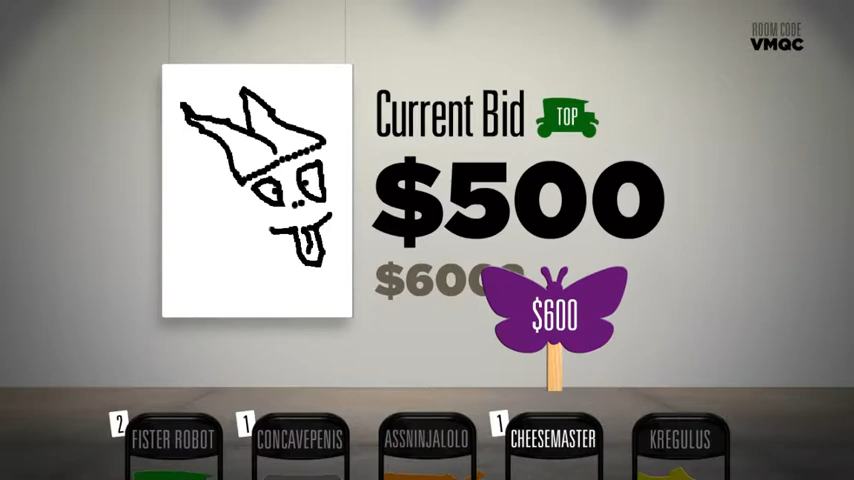 ROOM CODE
VMQC
Current Bid
TOP
$500
$600?
$600
2
FISTER ROBOT
1
CONCAVEPENIS
ASSNINJALOLO
1
CHEESEMASTER
KREGULUS